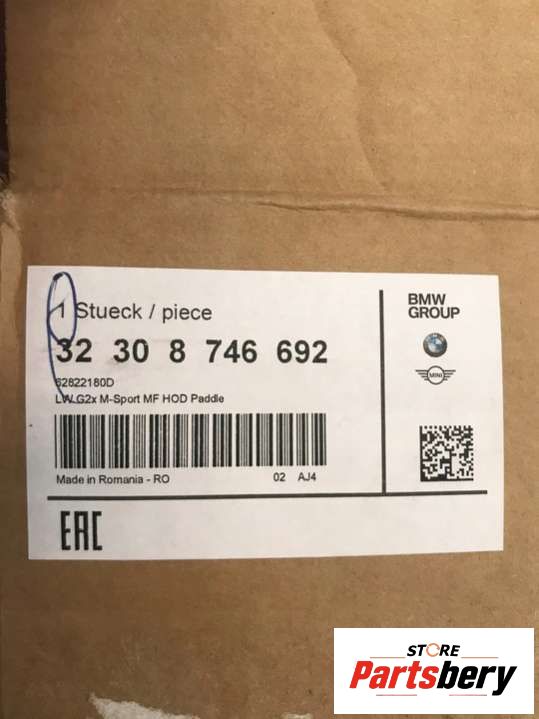 1 Stueck / piece
32 30 8 746 692
62822180D
LW G2x M-Sport MF HOD Paddle
Made in Romania - RO
02 AJ4
EAC
BMW
GROUP
MINI
STORE
Partsbery